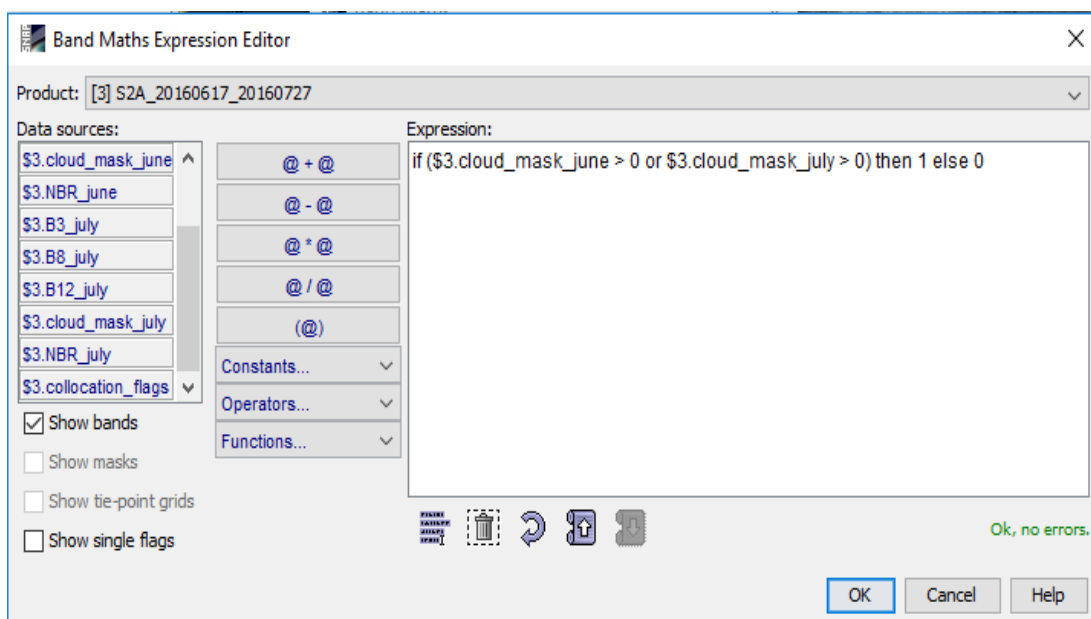 Band Maths Expression Editor
Product: [3] S2A_20160617_20160727
Data sources:
Expression:
$3.cloud_mask_june
$3.NBR_june
$3.B3_july
$3.B8_july
$3.B12_july
$3.cloud_mask_july
$3.NBR_july
$3.collocation_flags
@ + @
@ - @
@ * @
@ / @
(@)
Constants...
Operators...
Functions...
if ($3.cloud_mask_june > 0 or $3.cloud_mask_july > 0) then 1 else 0
Show bands
Show masks
Show tie-point grids
Show single flags
Ok, no errors.
OK
Cancel
Help